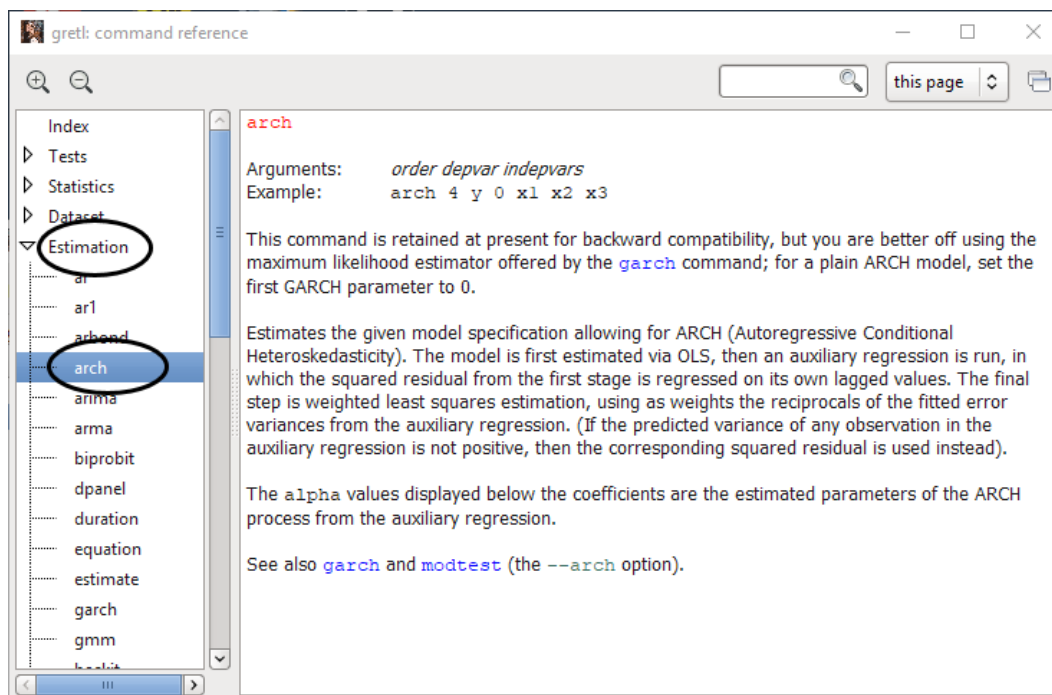 gretl: command reference
this page
Index
Tests
Statistics
Dataset
Estimation
ar
ar1
arbond
arch
arima
arma
biprobit
dpanel
duration
equation
estimate
garch
gmm
heckit
arch
Arguments: order depvar indepvars
Example: arch 4 y 0 x1 x2 x3
This command is retained at present for backward compatibility, but you are better off using the
maximum likelihood estimator offered by the garch command; for a plain ARCH model, set the
first GARCH parameter to 0.
Estimates the given model specification allowing for ARCH (Autoregressive Conditional
Heteroskedasticity). The model is first estimated via OLS, then an auxiliary regression is run, in
which the squared residual from the first stage is regressed on its own lagged values. The final
step is weighted least squares estimation, using as weights the reciprocals of the fitted error
variances from the auxiliary regression. (If the predicted variance of any observation in the
auxiliary regression is not positive, then the corresponding squared residual is used instead).
The alpha values displayed below the coefficients are the estimated parameters of the ARCH
process from the auxiliary regression.
See also garch and modtest (the --arch option).